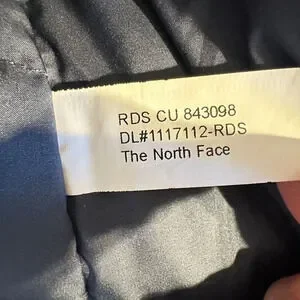 RDS CU 843098
DL#1117112-RDS
The North Face